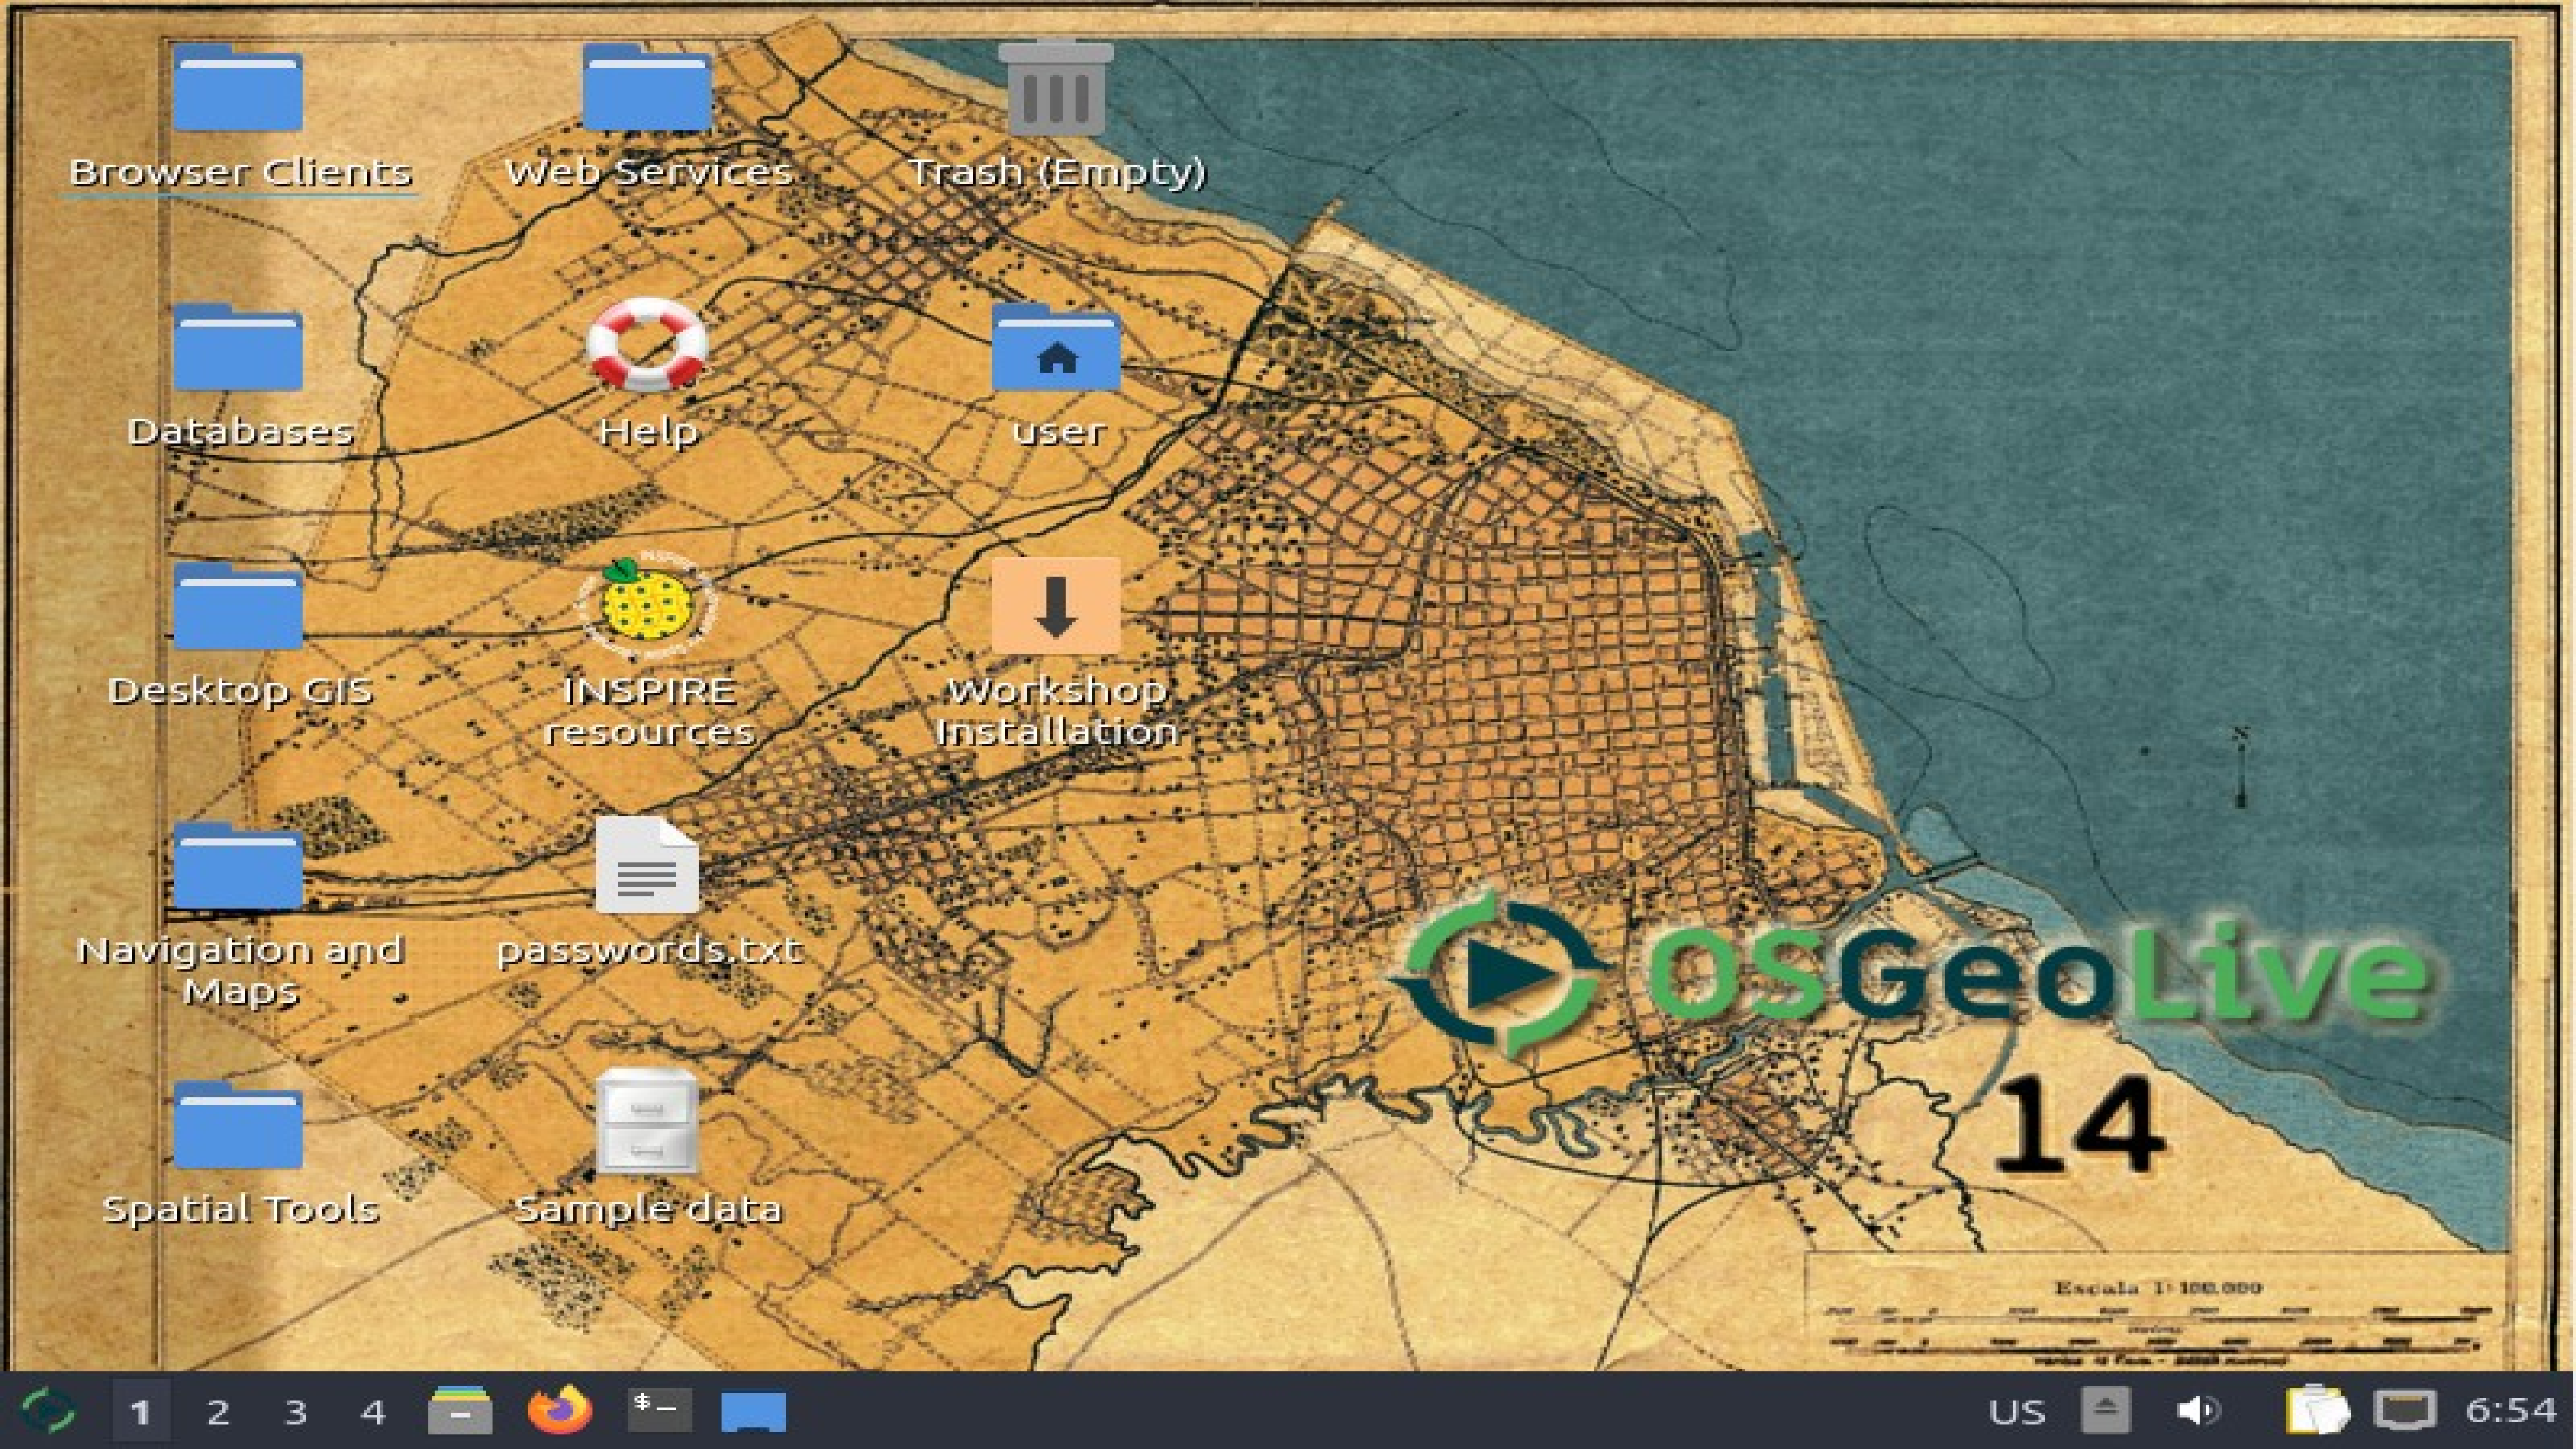 Browser Clients
Web Services
Trash (Empty)
Databases
Help
user
Desktop GIS
INSPIRE
resources
Workshop
Installation
Navigation and
Maps
passwords.txt
Spatial Tools
Sample data
N
OSGeoLive
14
Escala 1:100.000
1
2
3
4
$
US
6:54